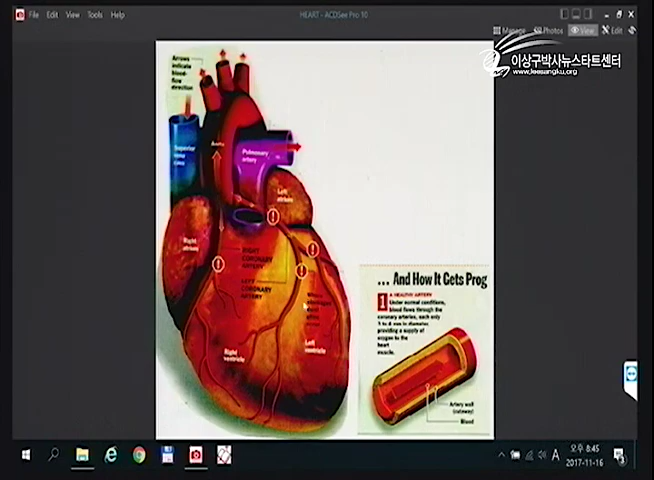 File Edit View Tools Help
HEART - ACDSee Pro 10
Manage Photos View Edit
이상구박사뉴스타트센터
www.leesangku.org
Arrows
indicate
blood-
flow
direction
Superior
vena
cava
Aorta
Pulmonary
artery
Left
atrium
Right
atrium
RIGHT
CORONARY
ARTERY
LEFT
CORONARY
ARTERY
Right
ventricle
Left
ventricle
... And How It Gets Prog
1 A HEALTHY ARTERY
Under normal conditions,
blood flows through the
coronary arteries, each only
providing a supply of
oxygen to the
heart
muscle.
Artery wall
(cutaway)
Blood
A 오후 8:45
2017-11-16